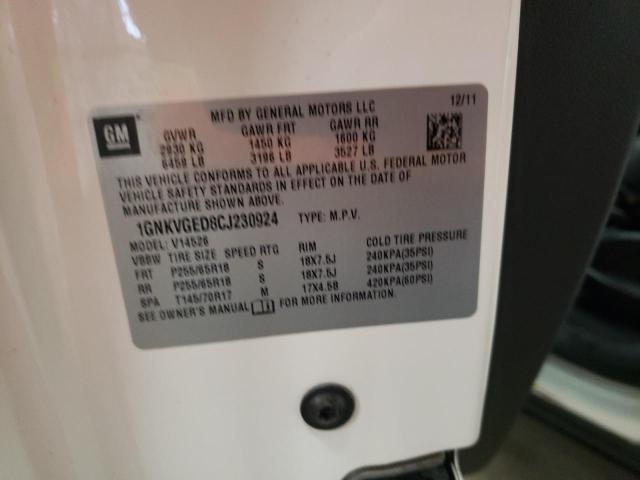 GM
MFD BY GENERAL MOTORS LLC
12/11
GVWR GAWR FRT GAWR RR
2930 KG 1450 KG 1600 KG
6459 LB 3196 LB 3527 LB
THIS VEHICLE CONFORMS TO ALL APPLICABLE U.S. FEDERAL MOTOR
VEHICLE SAFETY STANDARDS IN EFFECT ON THE DATE OF
MANUFACTURE SHOWN ABOVE.
1GNKVGED8CJ230924 TYPE: M.P.V.
MODEL: V14526
VBBW TIRE SIZE SPEED RTG RIM COLD TIRE PRESSURE
FRT P255/65R18 S 18X7.5J 240KPA(35PSI)
RR P255/65R18 S 18X7.5J 240KPA(35PSI)
SPA T145/70R17 M 17X4.5B 420KPA(60PSI)
SEE OWNER'S MANUAL FOR MORE INFORMATION.